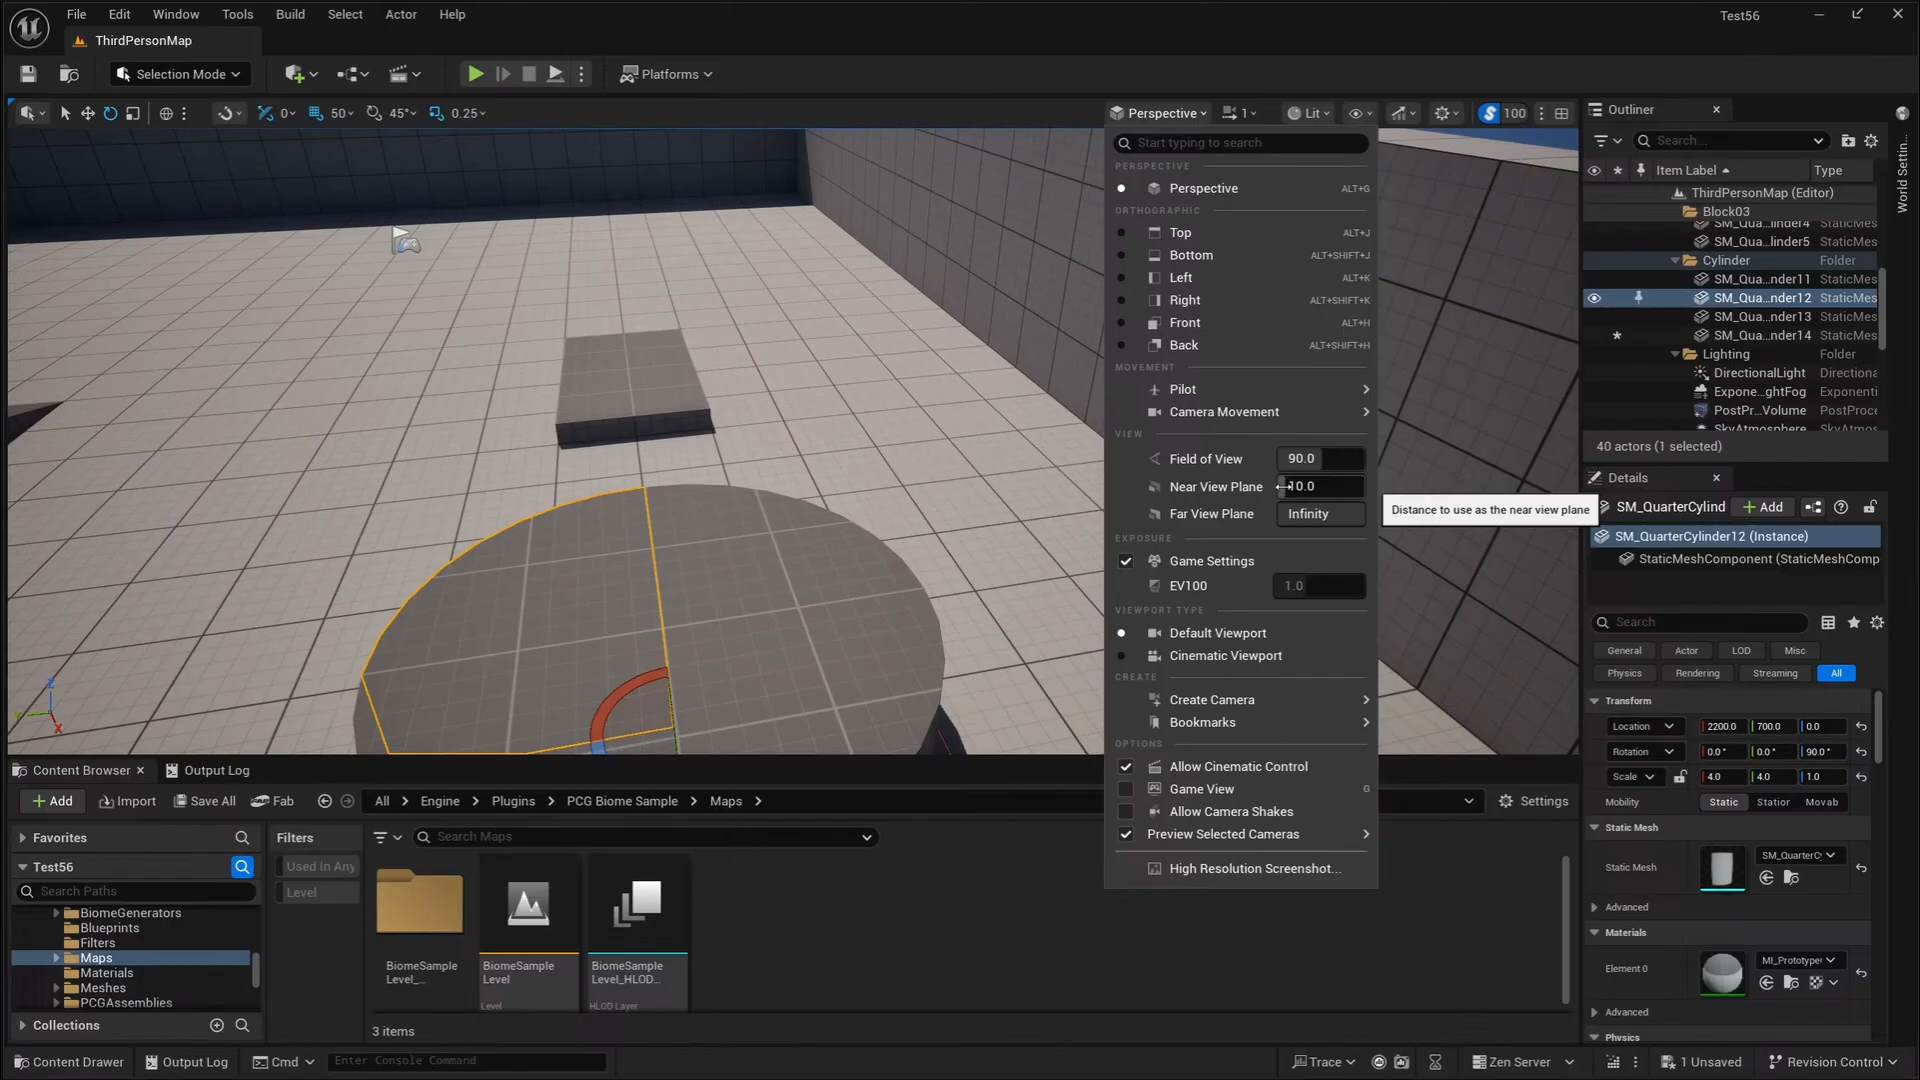 File Edit Window Tools Build Select Actor Help
Test56
ThirdPersonMap
Selection Mode
Platforms
0 50 45° 0.25
Perspective 1 Lit 100
Start typing to search
PERSPECTIVE
Perspective ALT+G
ORTHOGRAPHIC
Top ALT+J
Bottom ALT+SHIFT+J
Left ALT+K
Right ALT+SHIFT+K
Front ALT+H
Back ALT+SHIFT+H
MOVEMENT
Pilot
Camera Movement
VIEW
Field of View 90.0
Near View Plane 10.0
Far View Plane Infinity
Distance to use as the near view plane
EXPOSURE
Game Settings
EV100 1.0
VIEWPORT TYPE
Default Viewport
Cinematic Viewport
CREATE
Create Camera
Bookmarks
OPTIONS
Allow Cinematic Control
Game View G
Allow Camera Shakes
Preview Selected Cameras
High Resolution Screenshot...
Z
X
Outliner
Search...
Item Label Type
ThirdPersonMap (Editor)
Block03
SM_Qua...linder4 StaticMes
SM_Qua...linder5 StaticMes
Cylinder Folder
SM_Qua...nder11 StaticMes
SM_Qua...nder12 StaticMes
SM_Qua...nder13 StaticMes
SM_Qua...nder14 StaticMes
Lighting Folder
DirectionalLight Directiona
Expone...ghtFog Exponenti
PostPr...Volume PostProce
SkyAtmosphere SkyAtmos
40 actors (1 selected)
World Settin...
Details
SM_QuarterCylind Add
SM_QuarterCylinder12 (Instance)
StaticMeshComponent (StaticMeshComp
Search
General Actor LOD Misc
Physics Rendering Streaming All
Transform
Location 2200.0 700.0 0.0
Rotation 0.0° 0.0° 90.0°
Scale 4.0 4.0 1.0
Mobility Static Station Movab
Static Mesh
Static Mesh SM_QuarterCy
Advanced
Materials
Element 0 MI_Prototype
Advanced
Physics
Content Browser Output Log
Add Import Save All Fab All Engine Plugins PCG Biome Sample Maps Settings
Favorites
Test56
Search Paths
BiomeGenerators
Blueprints
Filters
Maps
Materials
Meshes
PCGAssemblies
Collections
Filters
Used In Any
Level
Search Maps
BiomeSample
Level_...
BiomeSample
Level
Level
BiomeSample
Level_HLOD...
HLOD Layer
3 items
Content Drawer Output Log Cmd Enter Console Command Trace Zen Server 1 Unsaved Revision Control